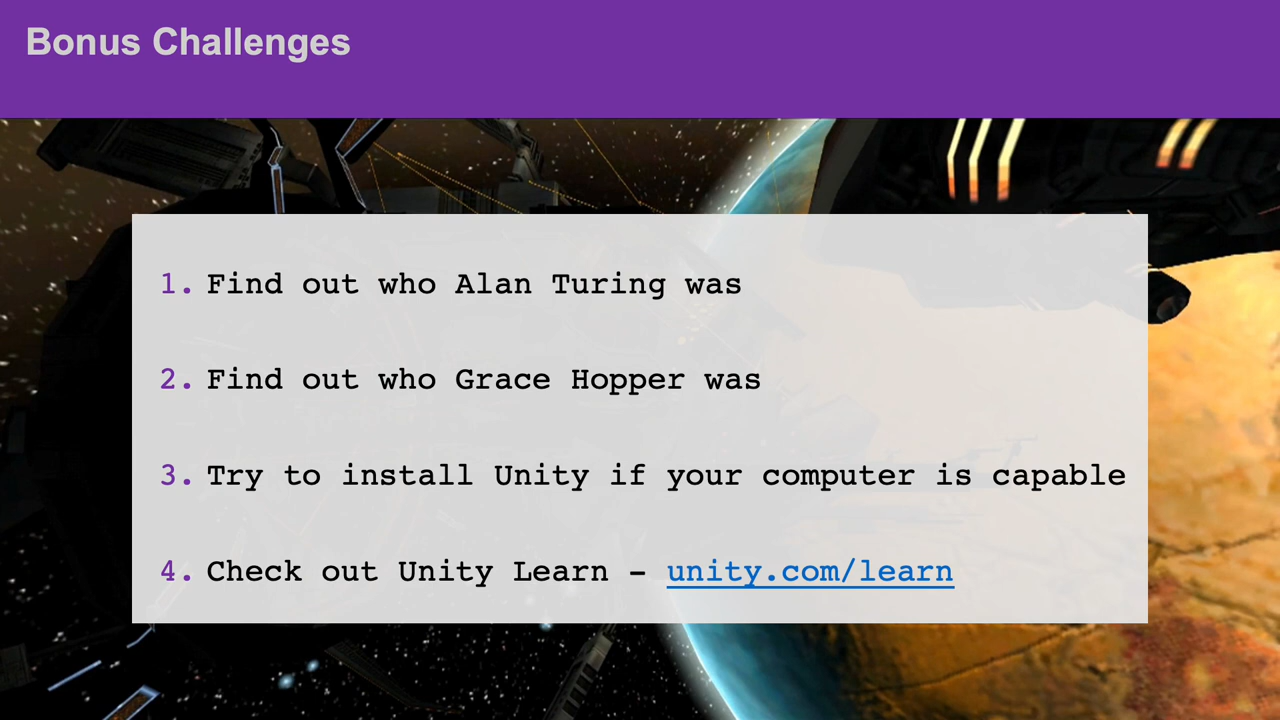 Bonus Challenges
1. Find out who Alan Turing was
2. Find out who Grace Hopper was
3. Try to install Unity if your computer is capable
4. Check out Unity Learn – unity.com/learn